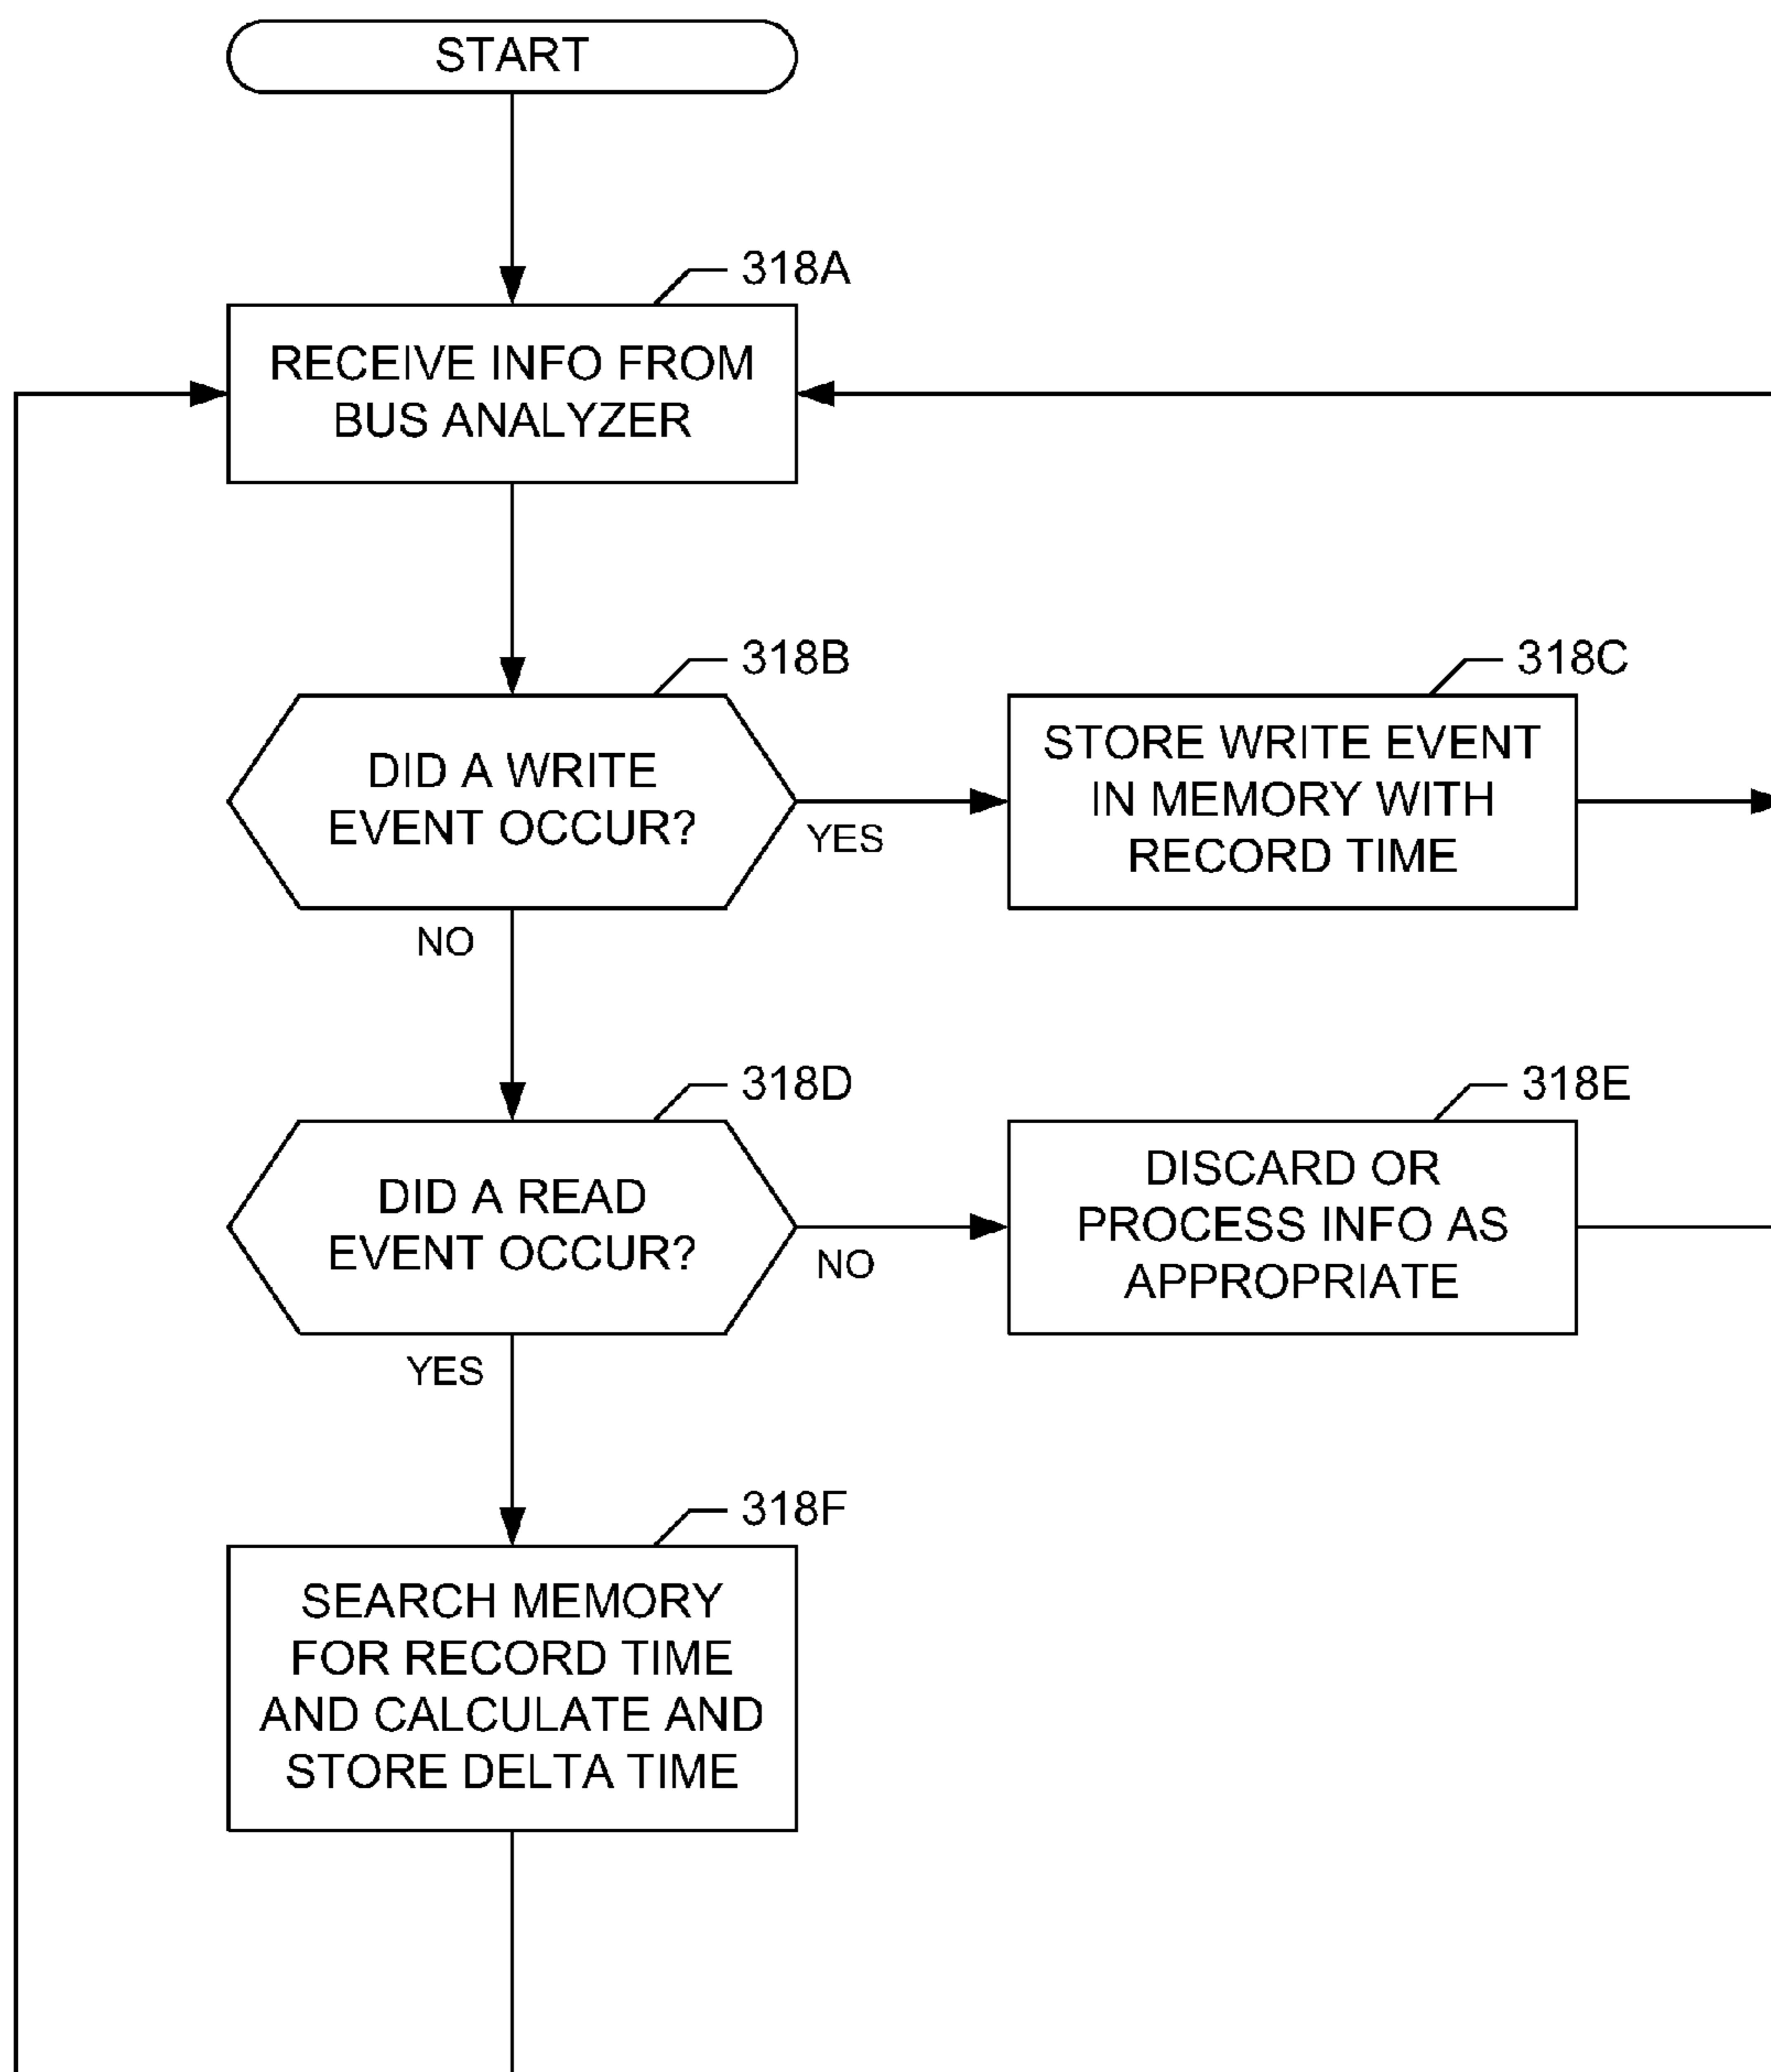 START
318A
RECEIVE INFO FROM
BUS ANALYZER
318B
DID A WRITE
EVENT OCCUR?
YES
NO
318C
STORE WRITE EVENT
IN MEMORY WITH
RECORD TIME
318D
DID A READ
EVENT OCCUR?
NO
YES
318E
DISCARD OR
PROCESS INFO AS
APPROPRIATE
318F
SEARCH MEMORY
FOR RECORD TIME
AND CALCULATE AND
STORE DELTA TIME